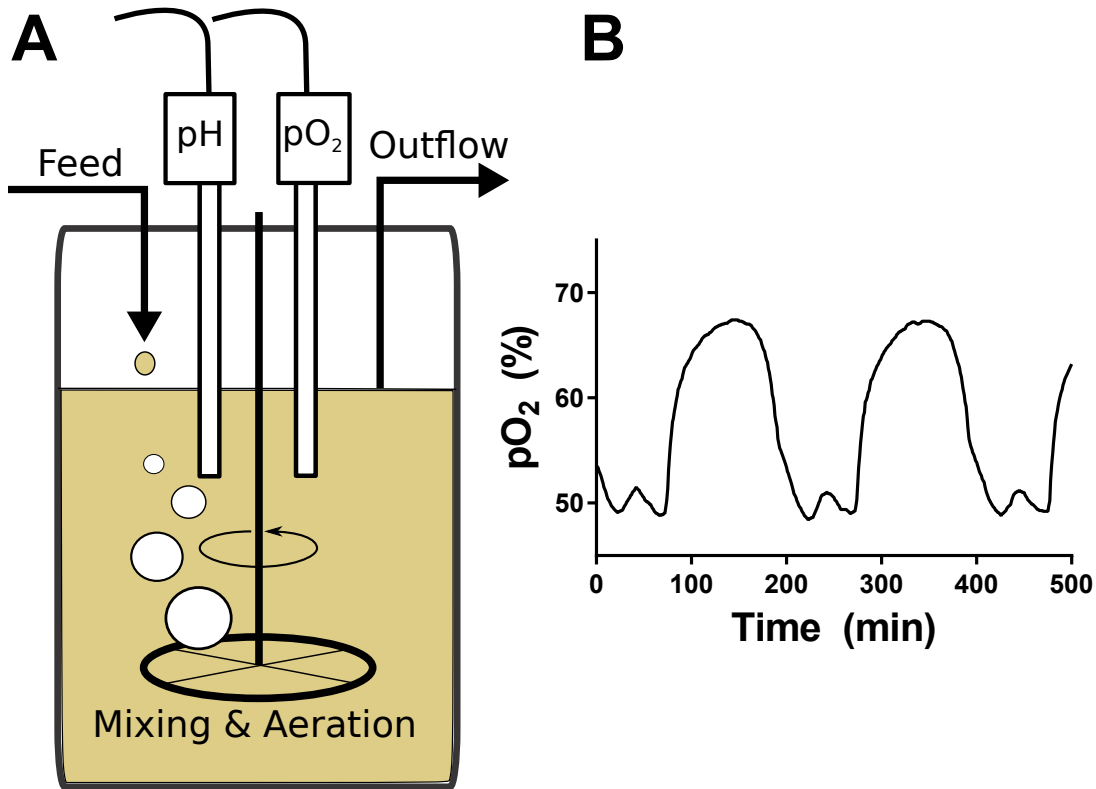 A
pH
pO₂
Feed
Outflow
Mixing & Aeration
B
pO₂ (%)
70
60
50
0
100
200
300
400
500
Time (min)